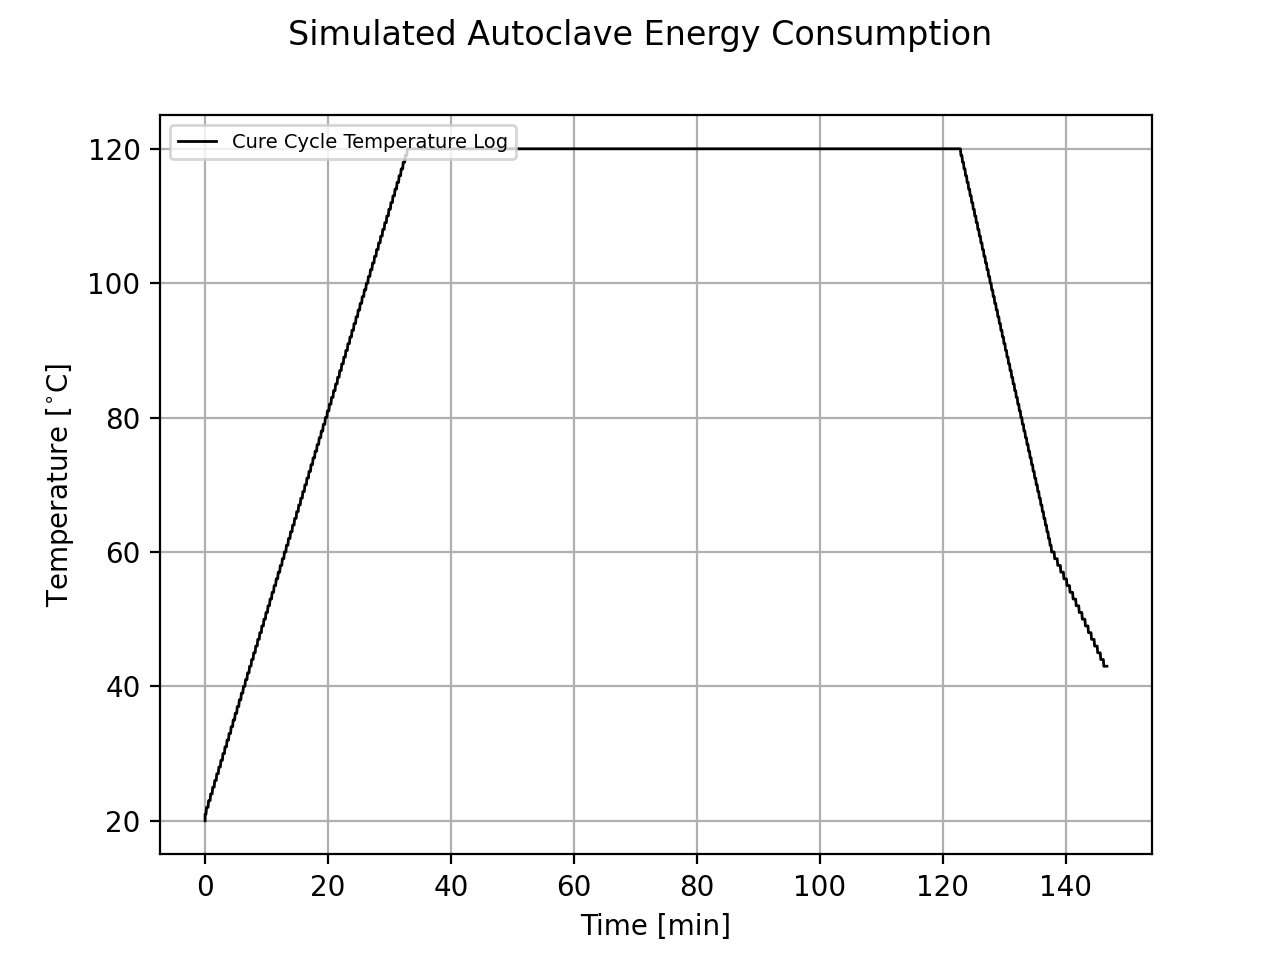 Simulated Autoclave Energy Consumption
Cure Cycle Temperature Log
120
100
80
60
40
20
Temperature [°C]
0 20 40 60 80 100 120 140
Time [min]